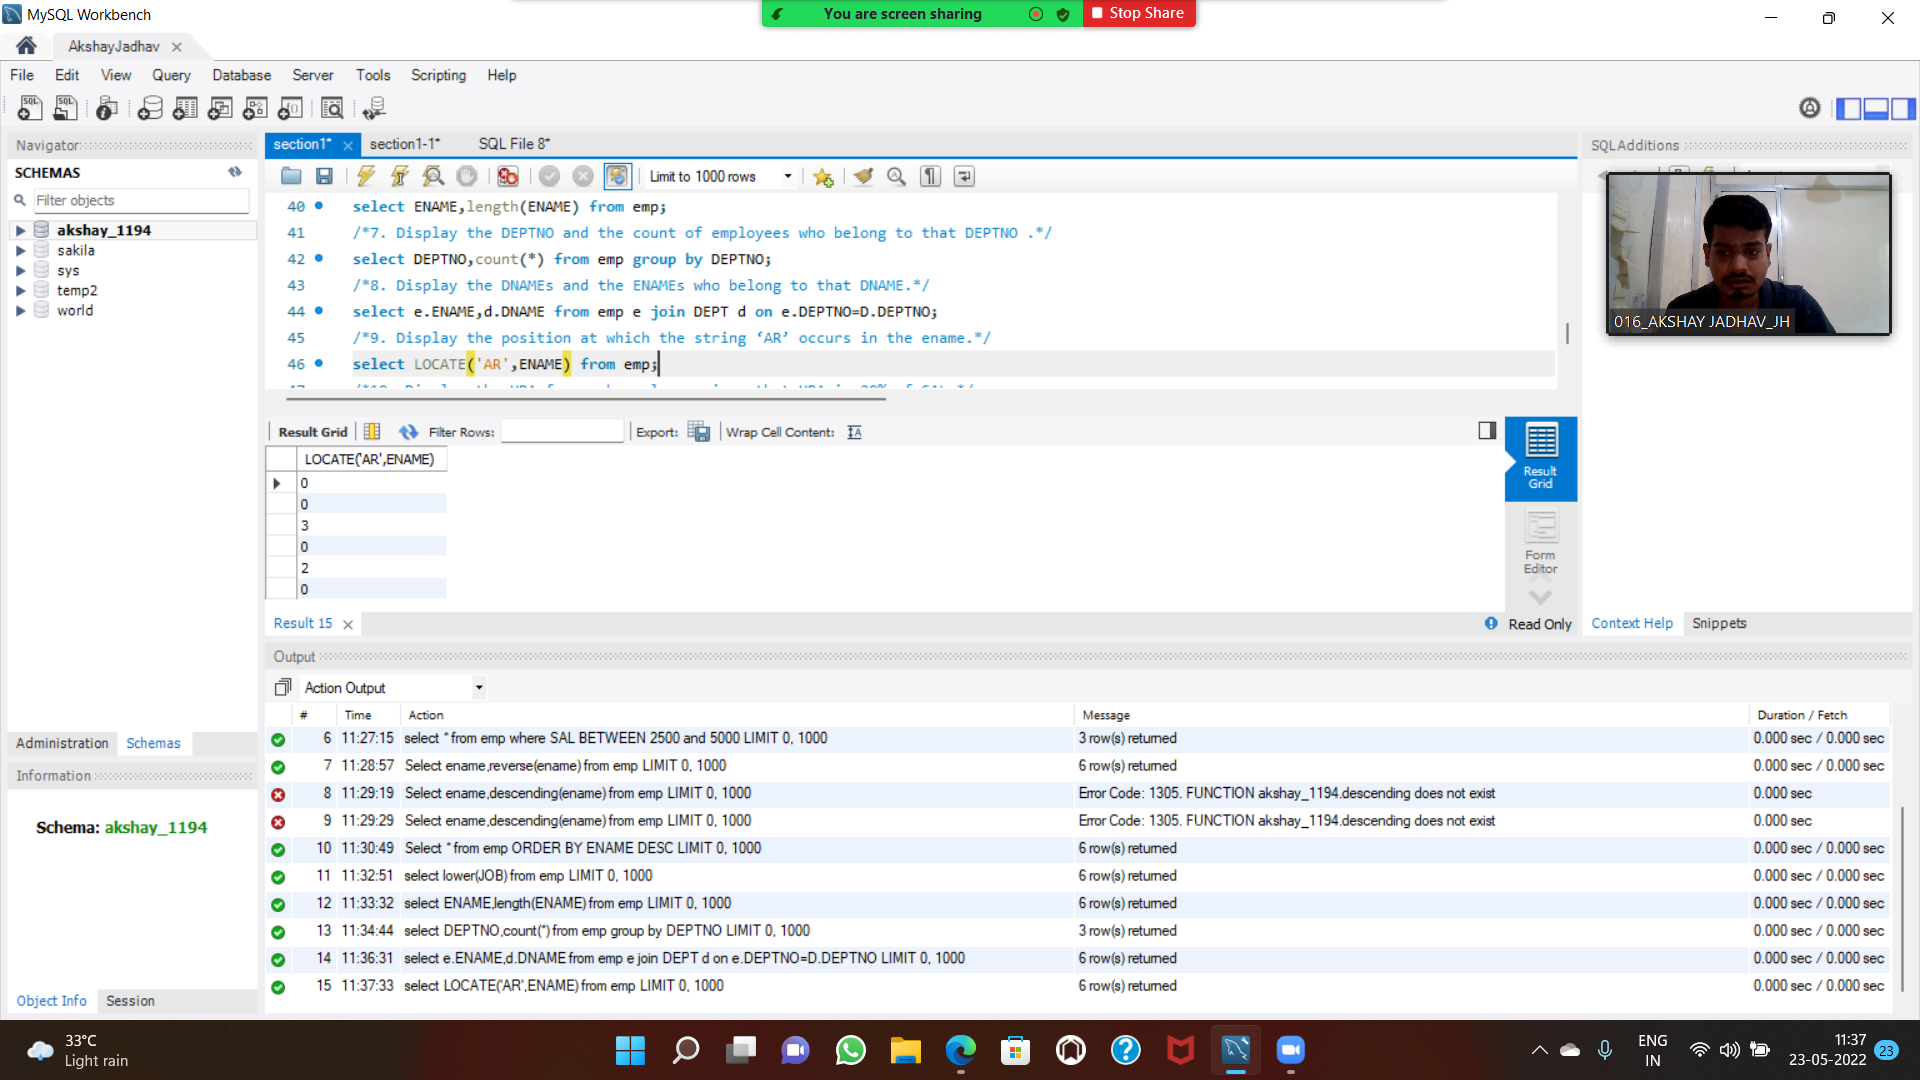 MySQL Workbench
You are screen sharing
Stop Share
AkshayJadhav
File Edit View Query Database Server Tools Scripting Help
Navigator
SCHEMAS
Filter objects
akshay_1194
sakila
sys
temp2
world
Administration Schemas
Information
Schema: akshay_1194
Object Info Session
section1* section1-1* SQL File 8*
Limit to 1000 rows
40 select ENAME,length(ENAME) from emp;
41 /*7. Display the DEPTNO and the count of employees who belong to that DEPTNO .*/
42 select DEPTNO,count(*) from emp group by DEPTNO;
43 /*8. Display the DNAMEs and the ENAMEs who belong to that DNAME.*/
44 select e.ENAME,d.DNAME from emp e join DEPT d on e.DEPTNO=D.DEPTNO;
45 /*9. Display the position at which the string ‘AR’ occurs in the ename.*/
46 select LOCATE('AR',ENAME) from emp;
Result Grid Filter Rows: Export: Wrap Cell Content:
LOCATE('AR',ENAME)
0
0
3
0
2
0
Result Grid
Form Editor
Result 15
Read Only
SQLAdditions
016_AKSHAY JADHAV_JH
Context Help Snippets
Output
Action Output
# Time Action Message Duration / Fetch
6 11:27:15 select * from emp where SAL BETWEEN 2500 and 5000 LIMIT 0, 1000 3 row(s) returned 0.000 sec / 0.000 sec
7 11:28:57 Select ename,reverse(ename) from emp LIMIT 0, 1000 6 row(s) returned 0.000 sec / 0.000 sec
8 11:29:19 Select ename,descending(ename) from emp LIMIT 0, 1000 Error Code: 1305. FUNCTION akshay_1194.descending does not exist 0.000 sec
9 11:29:29 Select ename,descending(ename) from emp LIMIT 0, 1000 Error Code: 1305. FUNCTION akshay_1194.descending does not exist 0.000 sec
10 11:30:49 Select * from emp ORDER BY ENAME DESC LIMIT 0, 1000 6 row(s) returned 0.000 sec / 0.000 sec
11 11:32:51 select lower(JOB) from emp LIMIT 0, 1000 6 row(s) returned 0.000 sec / 0.000 sec
12 11:33:32 select ENAME,length(ENAME) from emp LIMIT 0, 1000 6 row(s) returned 0.000 sec / 0.000 sec
13 11:34:44 select DEPTNO,count(*) from emp group by DEPTNO LIMIT 0, 1000 3 row(s) returned 0.000 sec / 0.000 sec
14 11:36:31 select e.ENAME,d.DNAME from emp e join DEPT d on e.DEPTNO=D.DEPTNO LIMIT 0, 1000 6 row(s) returned 0.000 sec / 0.000 sec
15 11:37:33 select LOCATE('AR',ENAME) from emp LIMIT 0, 1000 6 row(s) returned 0.000 sec / 0.000 sec
33°C
Light rain
ENG
IN
11:37
23-05-2022
23